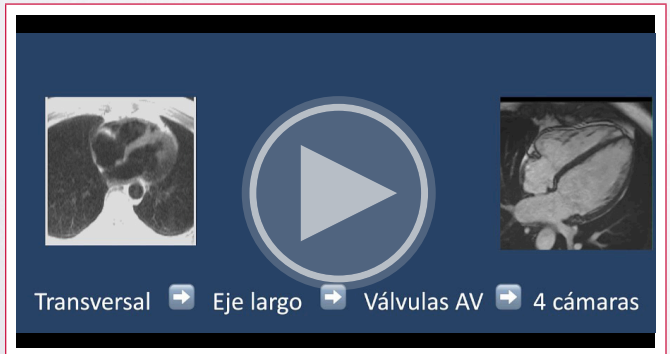 Transversal ➡ Eje largo ➡ Válvulas AV ➡ 4 cámaras